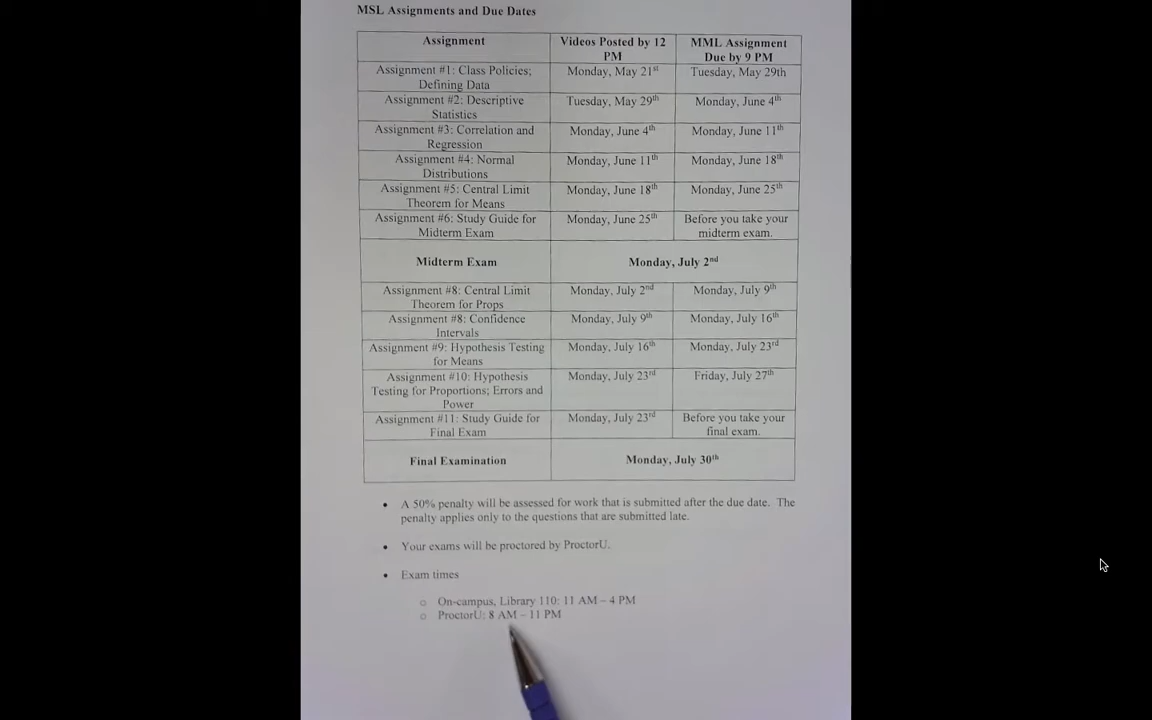 MSL Assignments and Due Dates
Assignment
Videos Posted by 12
PM
MML Assignment
Due by 9 PM
Assignment #1: Class Policies;
Defining Data
Monday, May 21st
Tuesday, May 29th
Assignment #2: Descriptive
Statistics
Tuesday, May 29th
Monday, June 4th
Assignment #3: Correlation and
Regression
Monday, June 4th
Monday, June 11th
Assignment #4: Normal
Distributions
Monday, June 11th
Monday, June 18th
Assignment #5: Central Limit
Theorem for Means
Monday, June 18th
Monday, June 25th
Assignment #6: Study Guide for
Midterm Exam
Monday, June 25th
Before you take your
midterm exam.
Midterm Exam
Monday, July 2nd
Assignment #8: Central Limit
Theorem for Props
Monday, July 2nd
Monday, July 9th
Assignment #8: Confidence
Intervals
Monday, July 9th
Monday, July 16th
Assignment #9: Hypothesis Testing
for Means
Monday, July 16th
Monday, July 23rd
Assignment #10: Hypothesis
Testing for Proportions; Errors and
Power
Monday, July 23rd
Friday, July 27th
Assignment #11: Study Guide for
Final Exam
Monday, July 23rd
Before you take your
final exam.
Final Examination
Monday, July 30th
• A 50% penalty will be assessed for work that is submitted after the due date. The
penalty applies only to the questions that are submitted late.
• Your exams will be proctored by ProctorU.
• Exam times
o On-campus, Library 110: 11 AM – 4 PM
o ProctorU: 8 AM – 11 PM